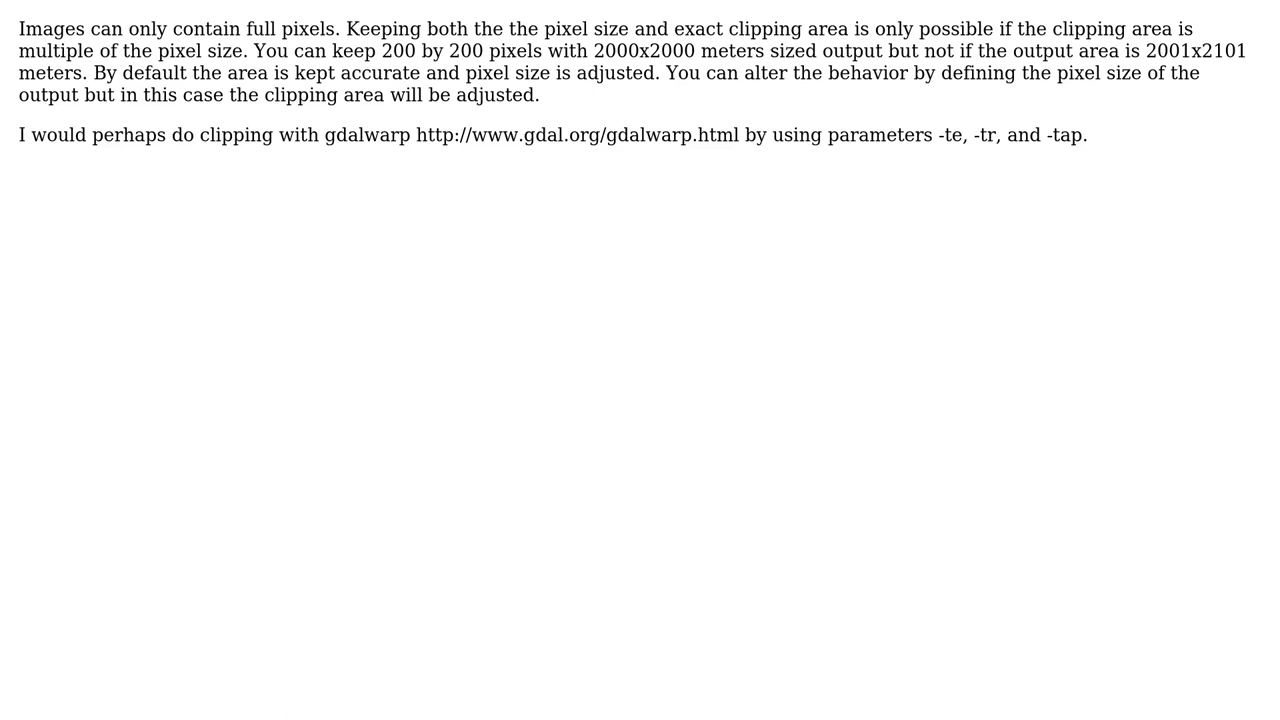 Images can only contain full pixels. Keeping both the the pixel size and exact clipping area is only possible if the clipping area is
multiple of the pixel size. You can keep 200 by 200 pixels with 2000x2000 meters sized output but not if the output area is 2001x2101
meters. By default the area is kept accurate and pixel size is adjusted. You can alter the behavior by defining the pixel size of the
output but in this case the clipping area will be adjusted.
I would perhaps do clipping with gdalwarp http://www.gdal.org/gdalwarp.html by using parameters -te, -tr, and -tap.